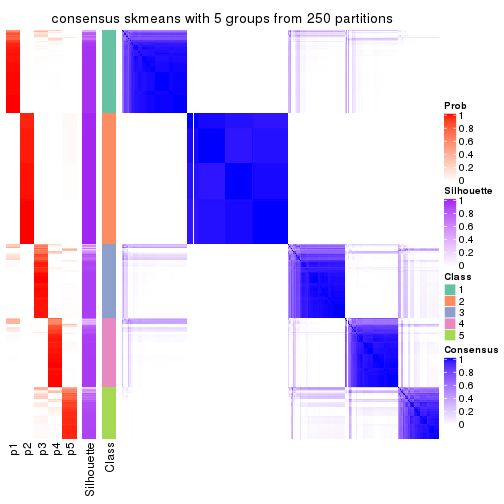 consensus skmeans with 5 groups from 250 partitions
Prob
1
0.8
0.6
0.4
0.2
0
Silhouette
1
0.8
0.6
0.4
0.2
0
Class
1
2
3
4
5
Consensus
1
0.8
0.6
0.4
0.2
0
p1
p2
p3
p4
p5
Silhouette
Class